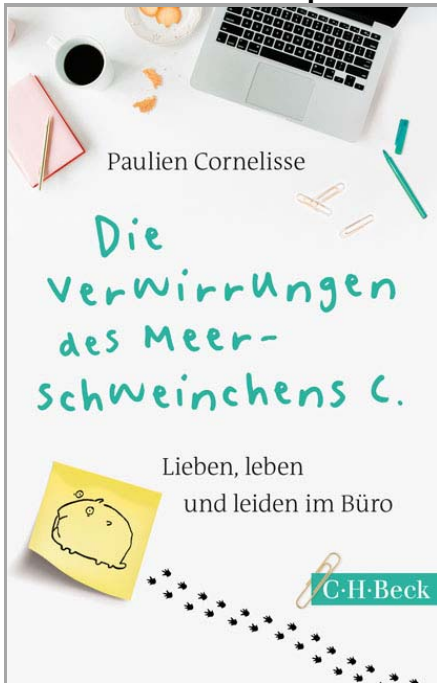 Paulien Cornelisse
Die
Verwirrungen
des Meer-
schweinchens C.
Lieben, leben
und leiden im Büro
C·H·Beck